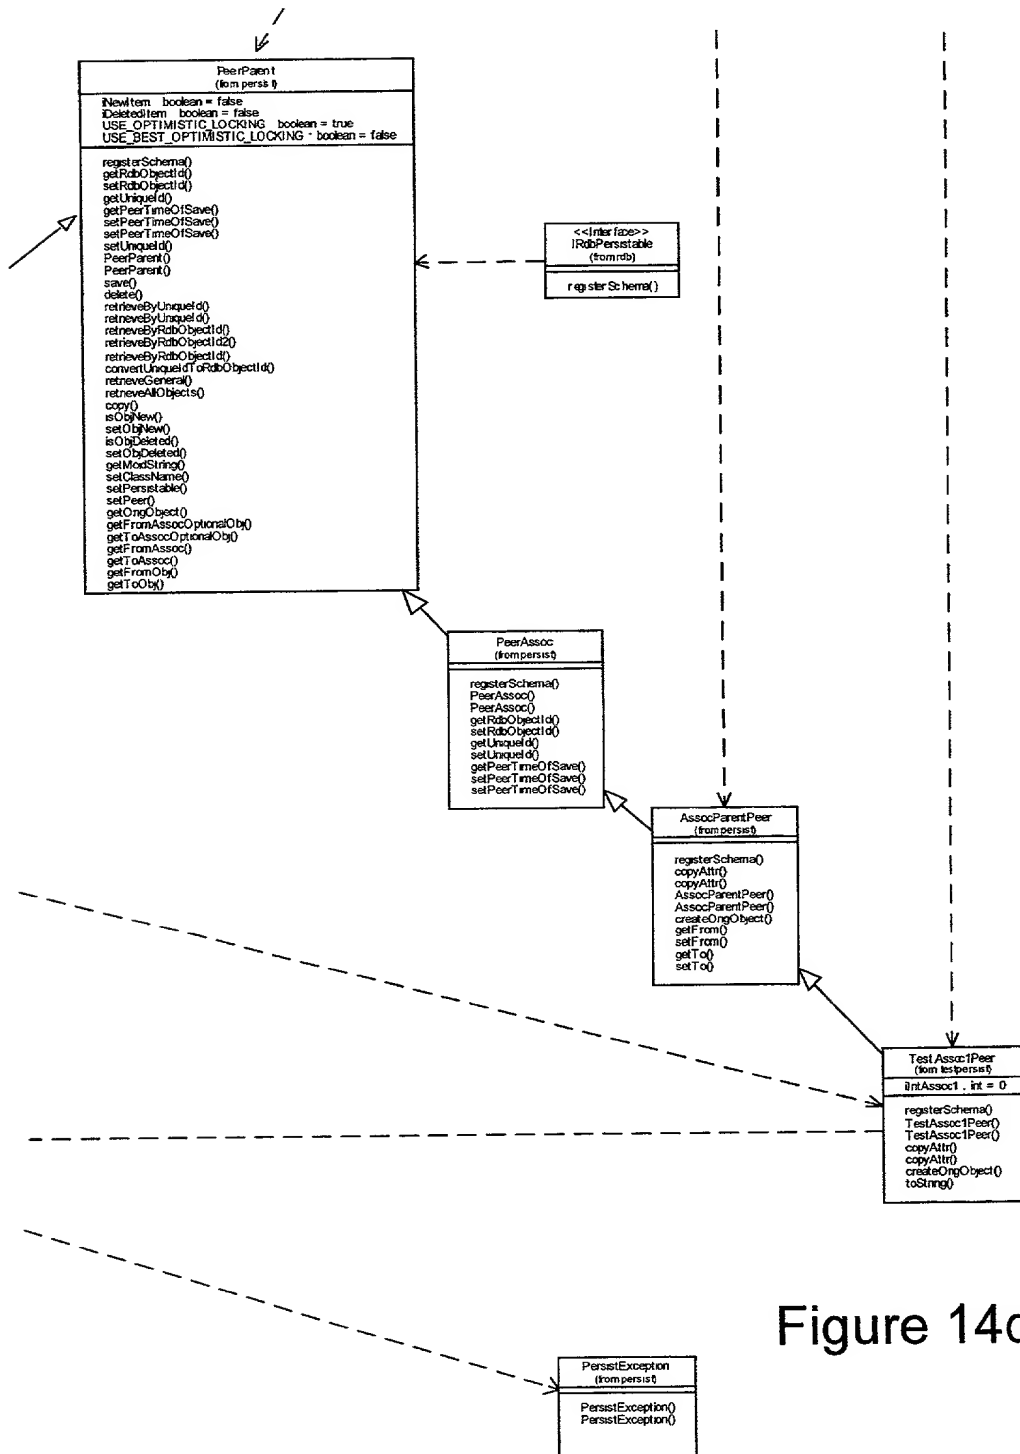 PeerParent
(from persist)
iNewItem boolean = false
iDeletedItem boolean = false
USE_OPTIMISTIC_LOCKING boolean = true
USE_BEST_OPTIMISTIC_LOCKING boolean = false
registerSchema()
getRdbObjectId()
setRdbObjectId()
getUniqueId()
getPeerTimeOfSave()
setPeerTimeOfSave()
setPeerTimeOfSave()
setUniqueId()
PeerParent()
PeerParent()
save()
delete()
retrieveByUniqueId()
retrieveByUniqueId()
retrieveByRdbObjectId()
retrieveByRdbObjectId2()
retrieveByRdbObjectId()
convertUniqueIdToRdbObjectId()
retrieveGeneral()
retrieveAllObjects()
copy()
isObjNew()
setObjNew()
isObjDeleted()
setObjDeleted()
getModString()
setClassName()
setPersistable()
setPeer()
getOrigObject()
getFromAssocOptionalObj()
getToAssocOptionalObj()
getFromAssoc()
getToAssoc()
getFromObj()
getToObj()
<<Interface>>
IRdbPersistable
(from rdb)
registerSchema()
PeerAssoc
(from persist)
registerSchema()
PeerAssoc()
PeerAssoc()
getRdbObjectId()
setRdbObjectId()
getUniqueId()
setUniqueId()
getPeerTimeOfSave()
setPeerTimeOfSave()
setPeerTimeOfSave()
AssocParentPeer
(from persist)
registerSchema()
copyAttr()
copyAttr()
AssocParentPeer()
AssocParentPeer()
createOrigObject()
getFrom()
setFrom()
getTo()
setTo()
TestAssoc1Peer
(from testpersist)
iIntAssoc1 . int = 0
registerSchema()
TestAssoc1Peer()
TestAssoc1Peer()
copyAttr()
copyAttr()
createOrigObject()
toString()
Figure 14
PersistException
(from persist)
PersistException()
PersistException()